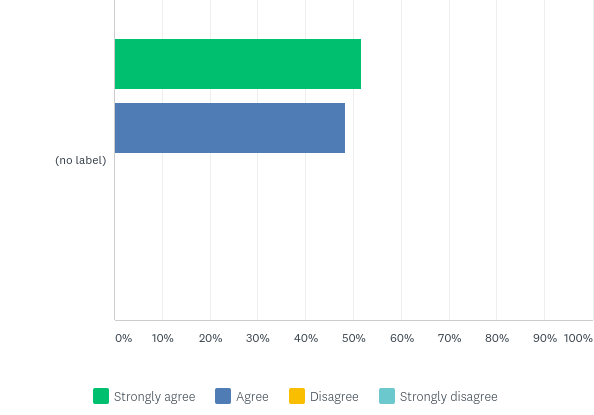 (no label)
0% 10% 20% 30% 40% 50% 60% 70% 80% 90% 100%
Strongly agree Agree Disagree Strongly disagree